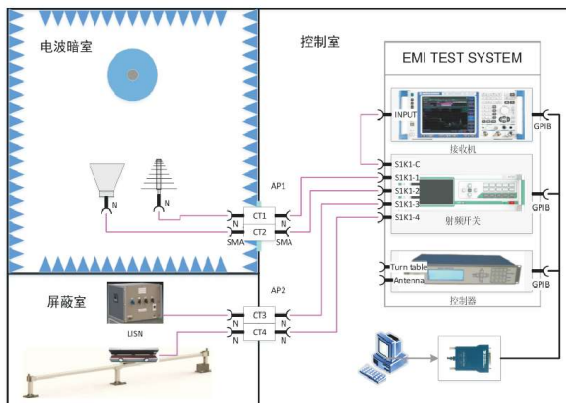 电波暗室
N
N
N
SMA
CT1
CT2
N
SMA
AP1
屏蔽室
LISN
N
N
CT3
CT4
N
N
AP2
控制室
EMI TEST SYSTEM
INPUT
GPIB
接收机
S1K1-C
S1K1-1
S1K1-2
S1K1-3
S1K1-4
GPIB
射频开关
Turn table
Antenna
GPIB
控制器